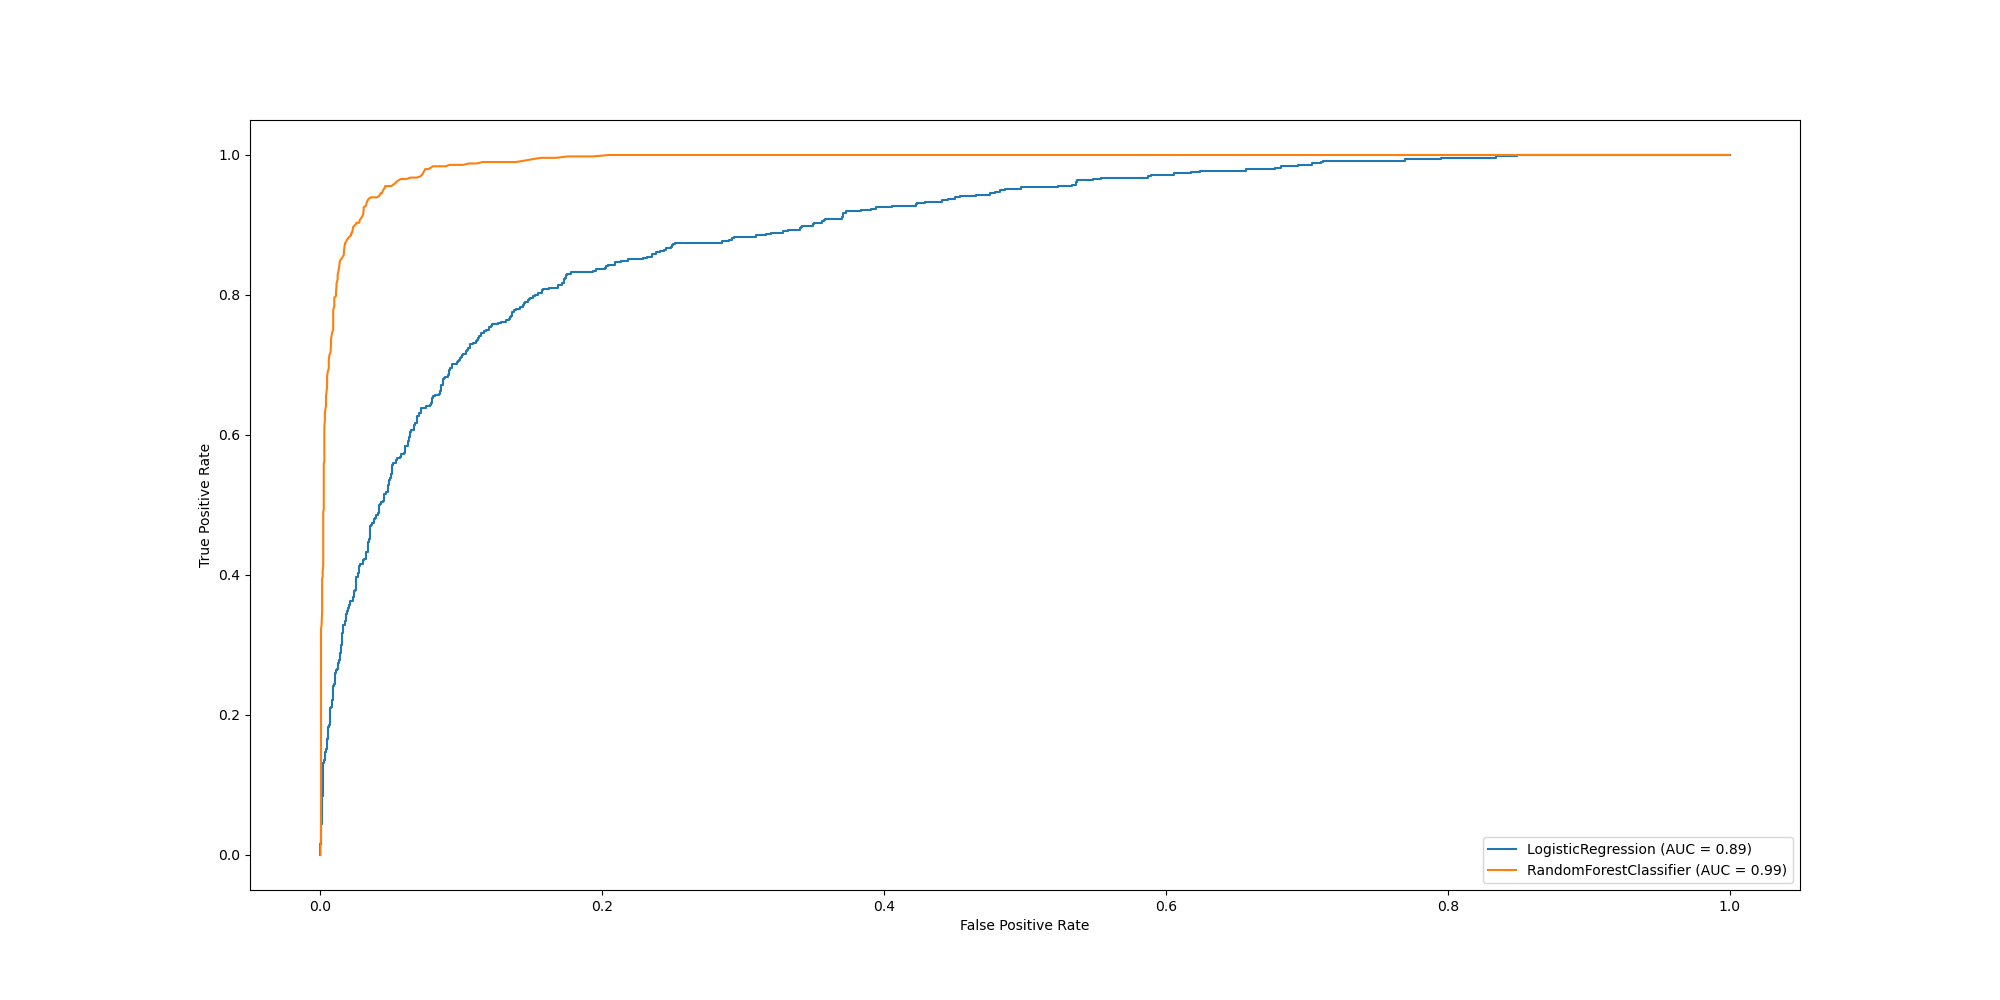 1.0
0.8
0.6
0.4
0.2
0.0
True Positive Rate
0.0 0.2 0.4 0.6 0.8 1.0
False Positive Rate
LogisticRegression (AUC = 0.89)
RandomForestClassifier (AUC = 0.99)